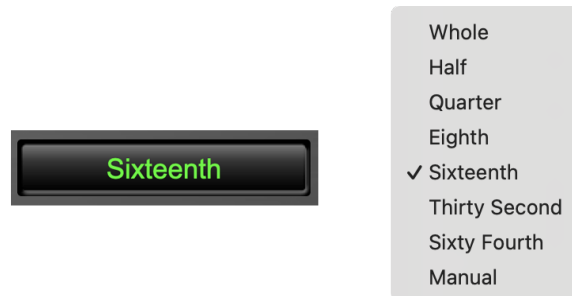 Sixteenth
Whole
Half
Quarter
Eighth
✓ Sixteenth
Thirty Second
Sixty Fourth
Manual